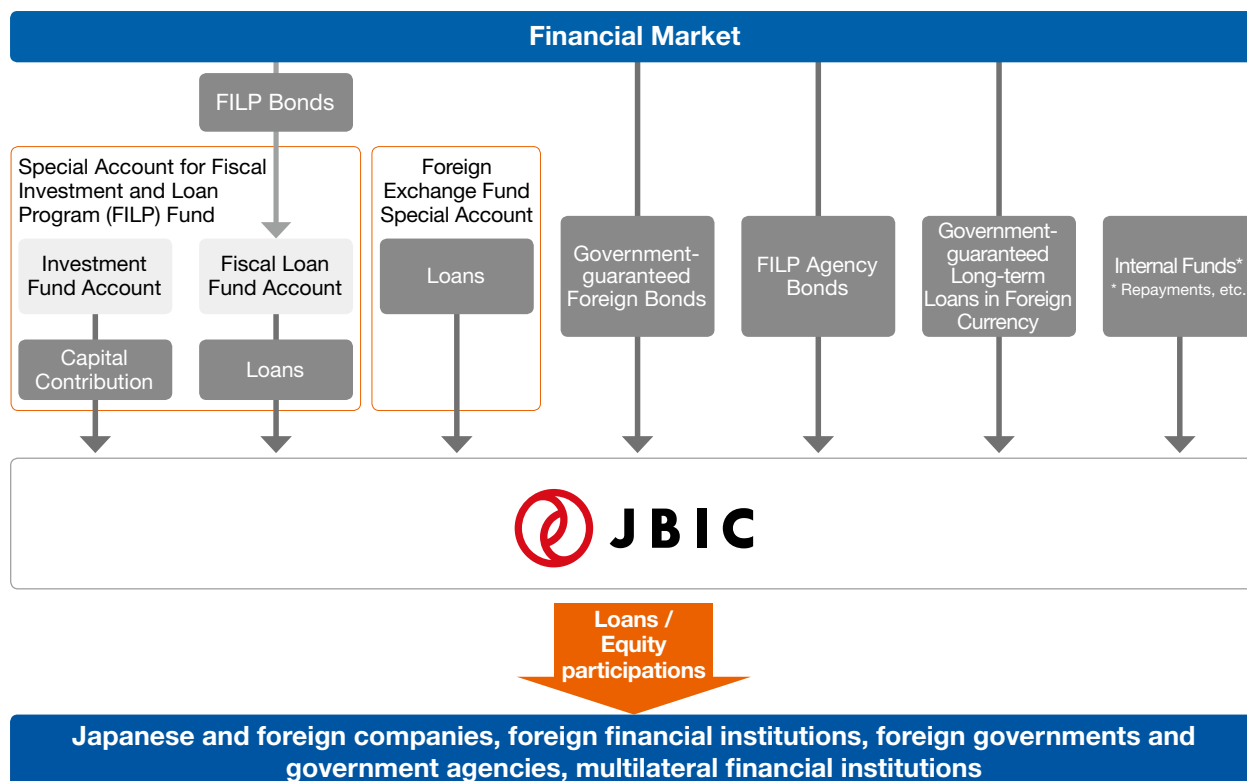 Financial Market
FILP Bonds
Special Account for Fiscal
Investment and Loan
Program (FILP) Fund
Investment
Fund Account
Capital
Contribution
Fiscal Loan
Fund Account
Loans
Foreign
Exchange Fund
Special Account
Loans
Government-
guaranteed
Foreign Bonds
FILP Agency
Bonds
Government-
guaranteed
Long-term
Loans in Foreign
Currency
Internal Funds*
* Repayments, etc.
JBIC
Loans /
Equity
participations
Japanese and foreign companies, foreign financial institutions, foreign governments and
government agencies, multilateral financial institutions